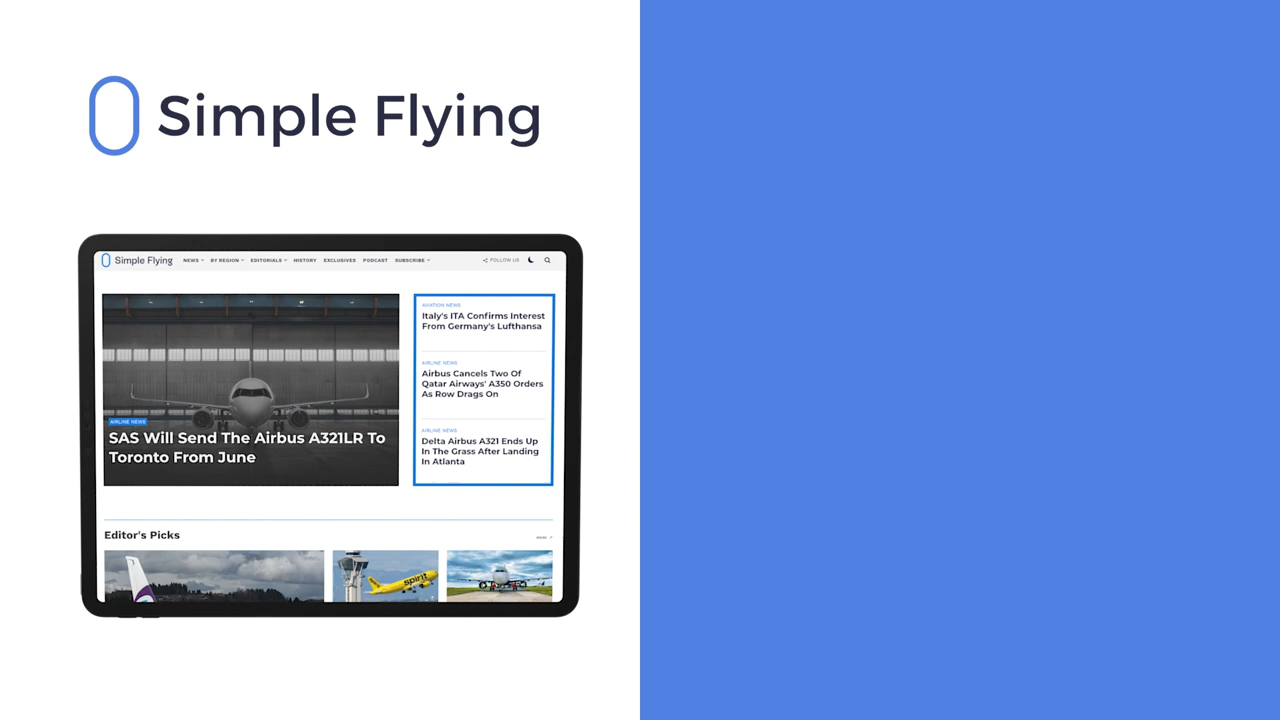 Simple Flying
Simple Flying
NEWS
BY REGION
EDITORIALS
HISTORY
EXCLUSIVES
PODCAST
SUBSCRIBE
FOLLOW US
AIRLINE NEWS
SAS Will Send The Airbus A321LR To
Toronto From June
AVIATION NEWS
Italy's ITA Confirms Interest
From Germany's Lufthansa
AIRLINE NEWS
Airbus Cancels Two Of
Qatar Airways' A350 Orders
As Row Drags On
AIRLINE NEWS
Delta Airbus A321 Ends Up
In The Grass After Landing
In Atlanta
Editor's Picks
spirit